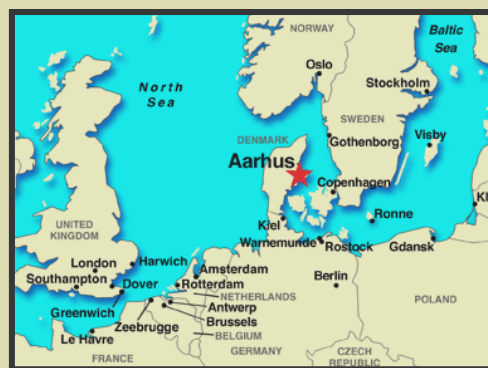 NORWAY
Baltic
Sea
Oslo
North
Sea
Stockholm
SWEDEN
DENMARK
Gothenborg
Visby
Aarhus
Copenhagen
Kl
UNITED
KINGDOM
Kiel
Ronne
Warnemunde
Rostock
Gdansk
London
Harwich
Amsterdam
Southampton
Dover
Rotterdam
Berlin
NETHERLANDS
POLAND
Greenwich
Antwerp
Zeebrugge
Brussels
Le Havre
BELGIUM
FRANCE
GERMANY
CZECH
REPUBLIC